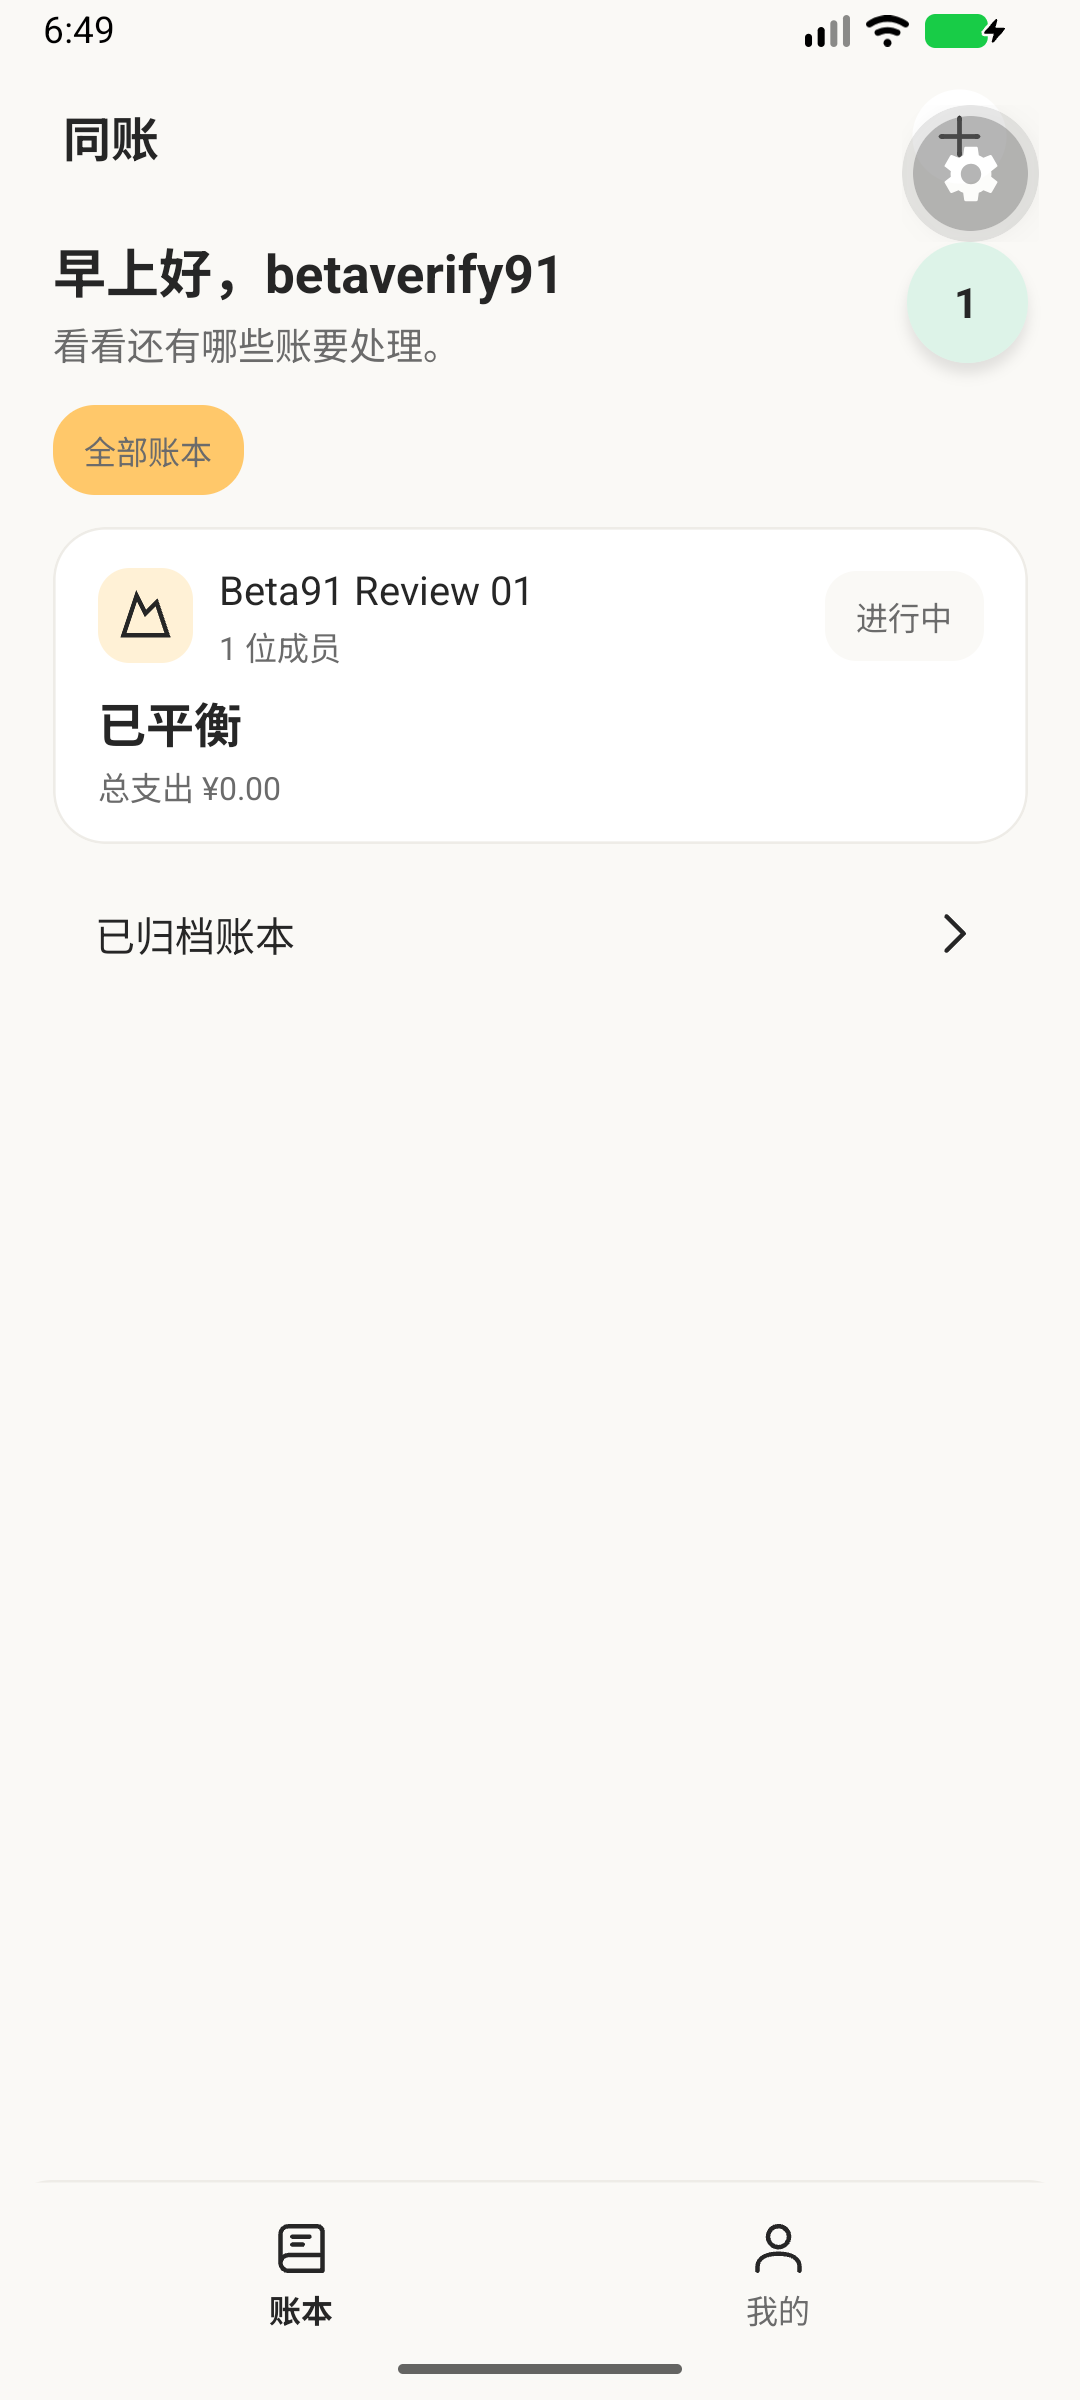 6:49
同账
早上好，betaverify91
1
看看还有哪些账要处理。
全部账本
Beta91 Review 01
1 位成员
进行中
已平衡
总支出 ¥0.00
已归档账本
账本
我的